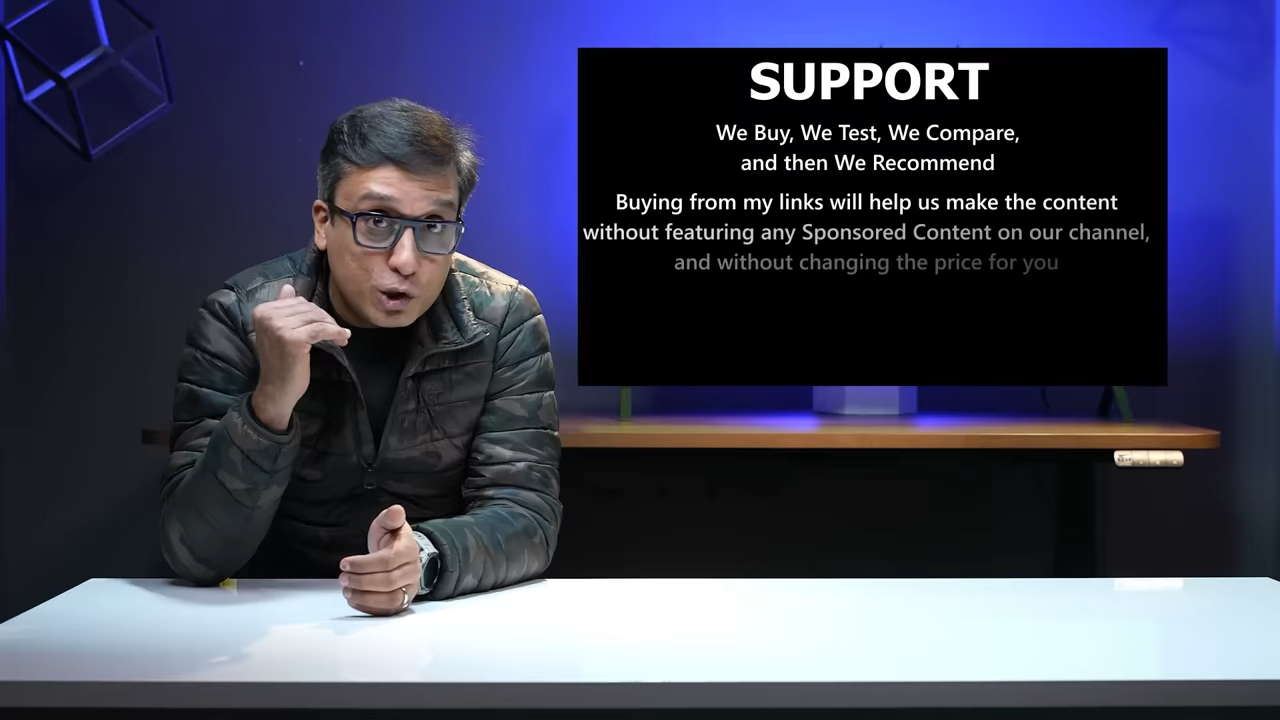 SUPPORT
We Buy, We Test, We Compare,
and then We Recommend
Buying from my links will help us make the content
without featuring any Sponsored Content on our channel,
and without changing the price for you